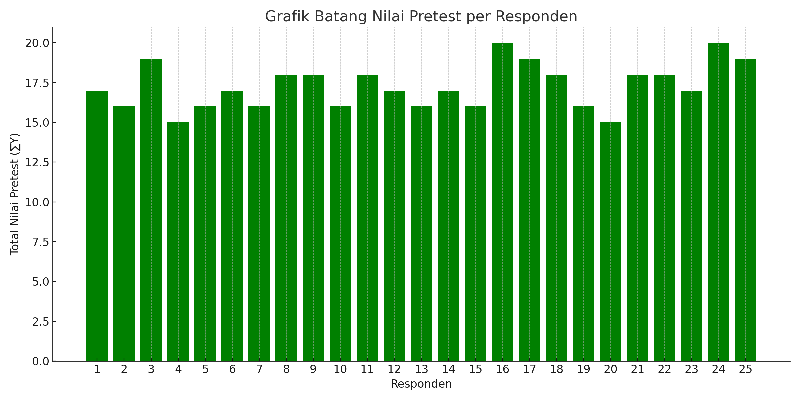 Grafik Batang Nilai Pretest per Responden
Total Nilai Pretest (∑Y)
20.0
17.5
15.0
12.5
10.0
7.5
5.0
2.5
0.0
1 2 3 4 5 6 7 8 9 10 11 12 13 14 15 16 17 18 19 20 21 22 23 24 25
Responden